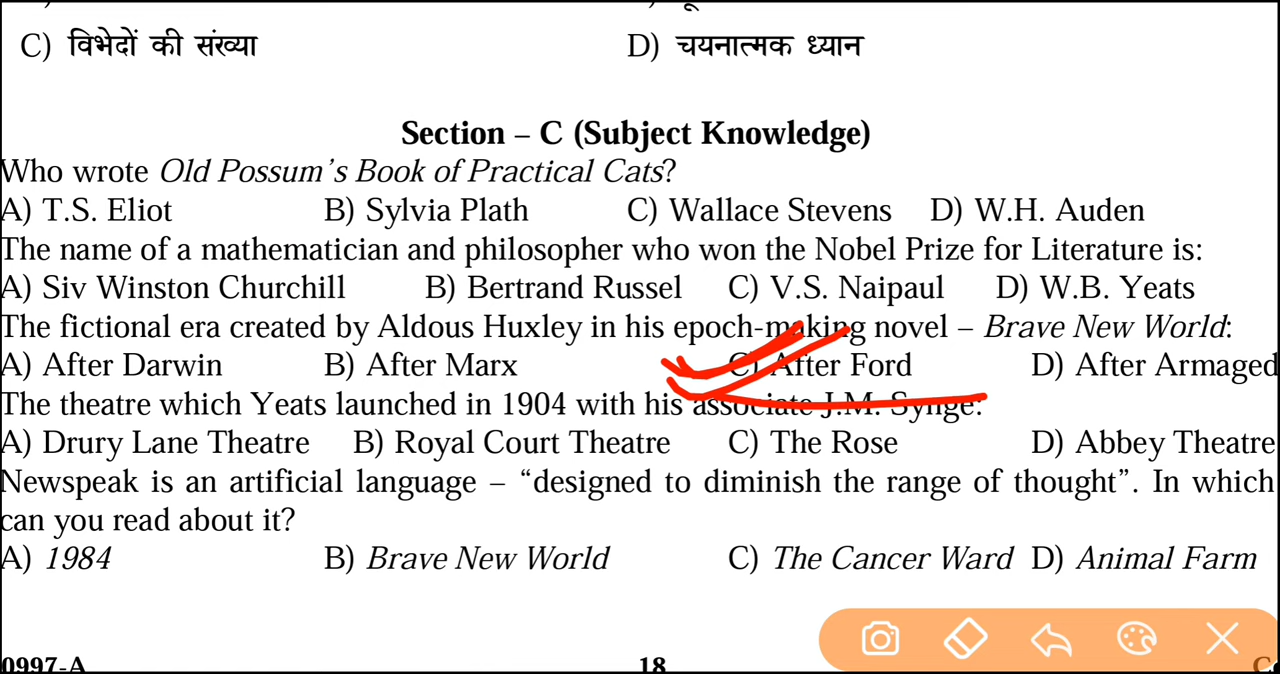 C) विभेदों की संख्या D) चयनात्मक ध्यान
Section – C (Subject Knowledge)
Who wrote Old Possum's Book of Practical Cats?
A) T.S. Eliot B) Sylvia Plath C) Wallace Stevens D) W.H. Auden
The name of a mathematician and philosopher who won the Nobel Prize for Literature is:
A) Siv Winston Churchill B) Bertrand Russel C) V.S. Naipaul D) W.B. Yeats
The fictional era created by Aldous Huxley in his epoch-making novel – Brave New World:
A) After Darwin B) After Marx C) After Ford D) After Armaged
The theatre which Yeats launched in 1904 with his associate J.M. Synge:
A) Drury Lane Theatre B) Royal Court Theatre C) The Rose D) Abbey Theatre
Newspeak is an artificial language – “designed to diminish the range of thought”. In which
can you read about it?
A) 1984 B) Brave New World C) The Cancer Ward D) Animal Farm
0997-A 18